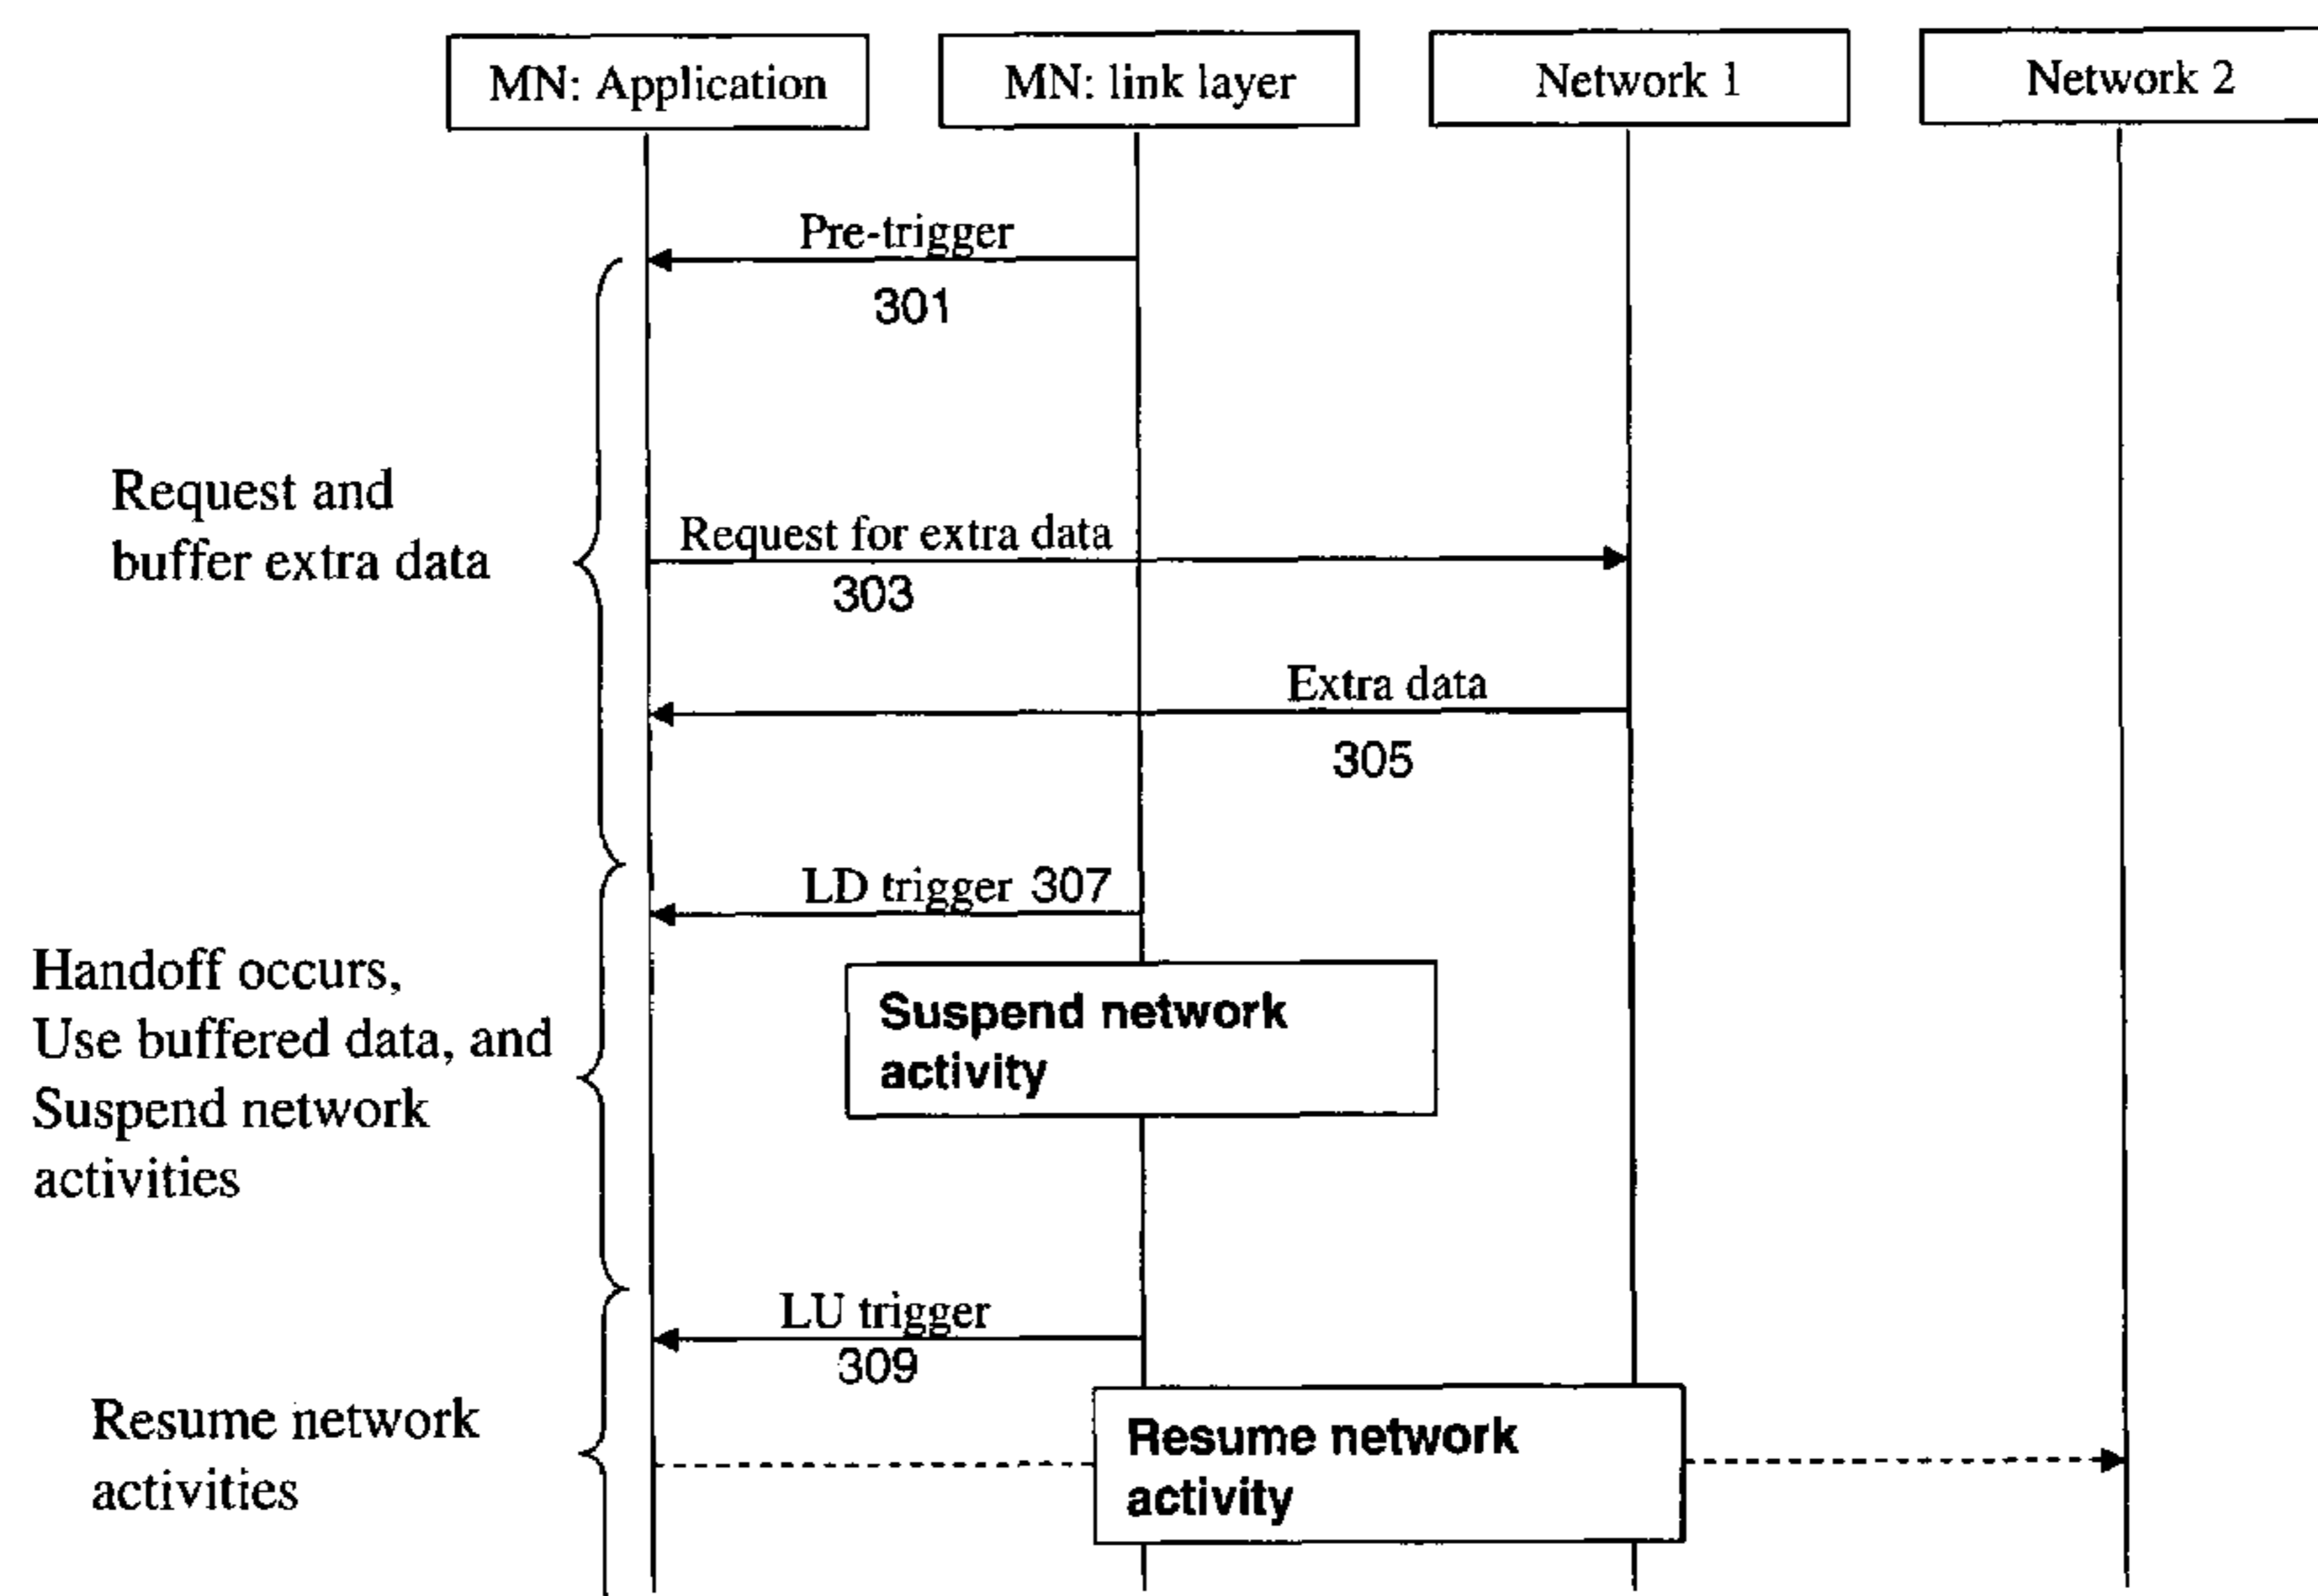 MN: Application
MN: link layer
Network 1
Network 2
Pre-trigger
301
Request and
buffer extra data
Request for extra data
303
Extra data
305
LD trigger 307
Handoff occurs,
Use buffered data, and
Suspend network
activities
Suspend network
activity
LU trigger
309
Resume network
activities
Resume network
activity